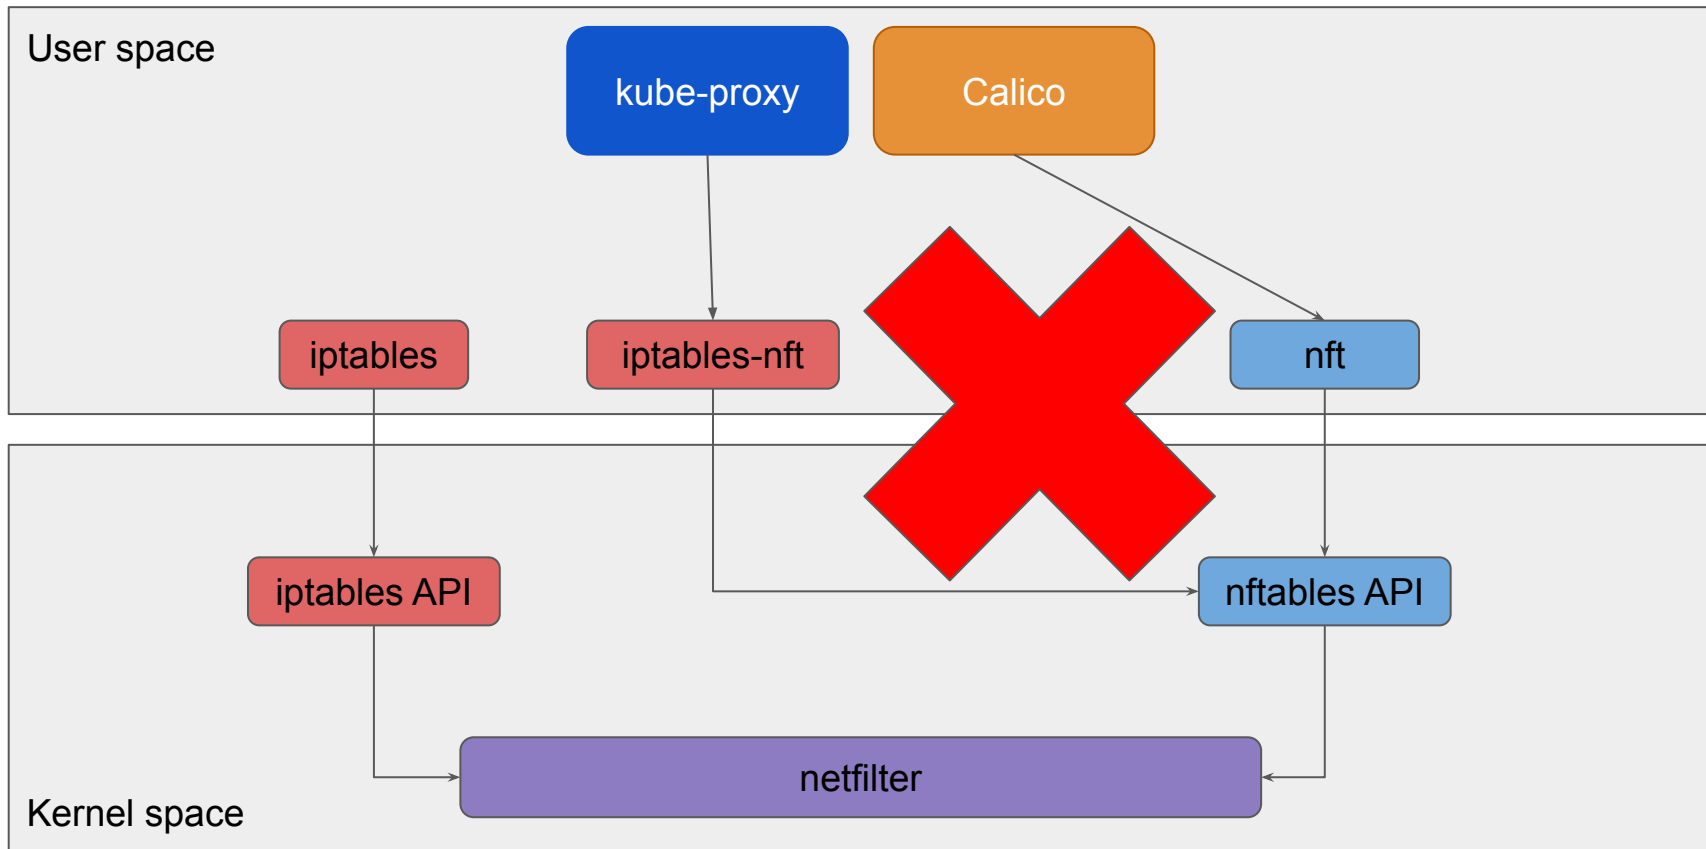 User space
kube-proxy
Calico
iptables
iptables-nft
nft
iptables API
nftables API
netfilter
Kernel space